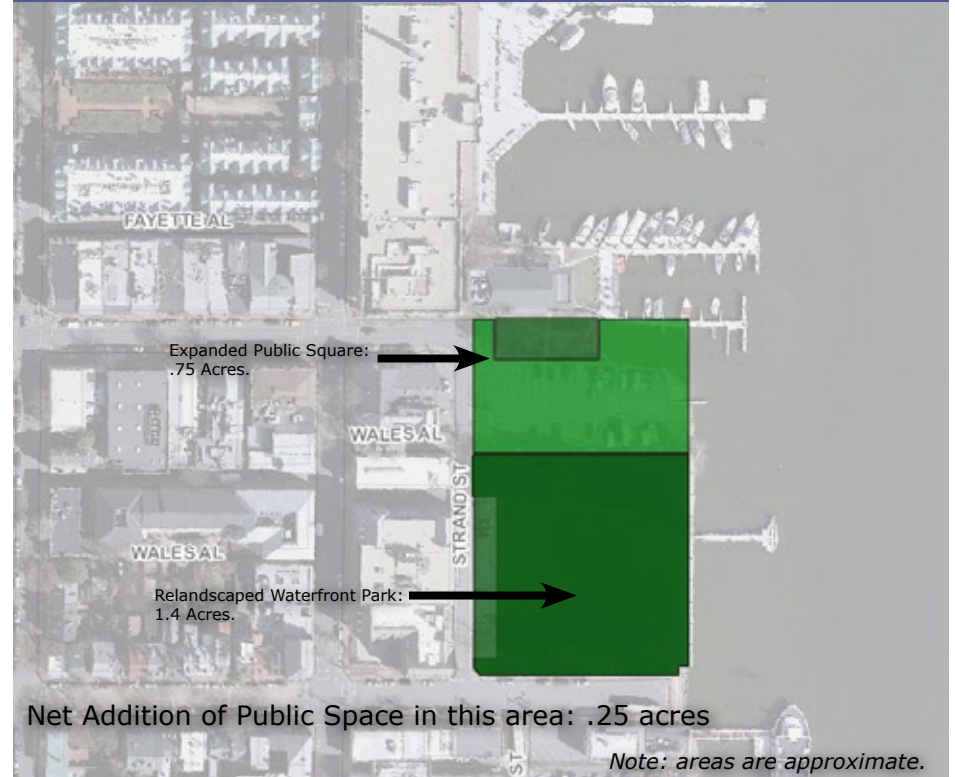 FAYETTE AL
Expanded Public Square:
.75 Acres.
WALES AL
STRAND ST
WALES AL
Relandscaped Waterfront Park:
1.4 Acres.
Net Addition of Public Space in this area: .25 acres
ST
Note: areas are approximate.